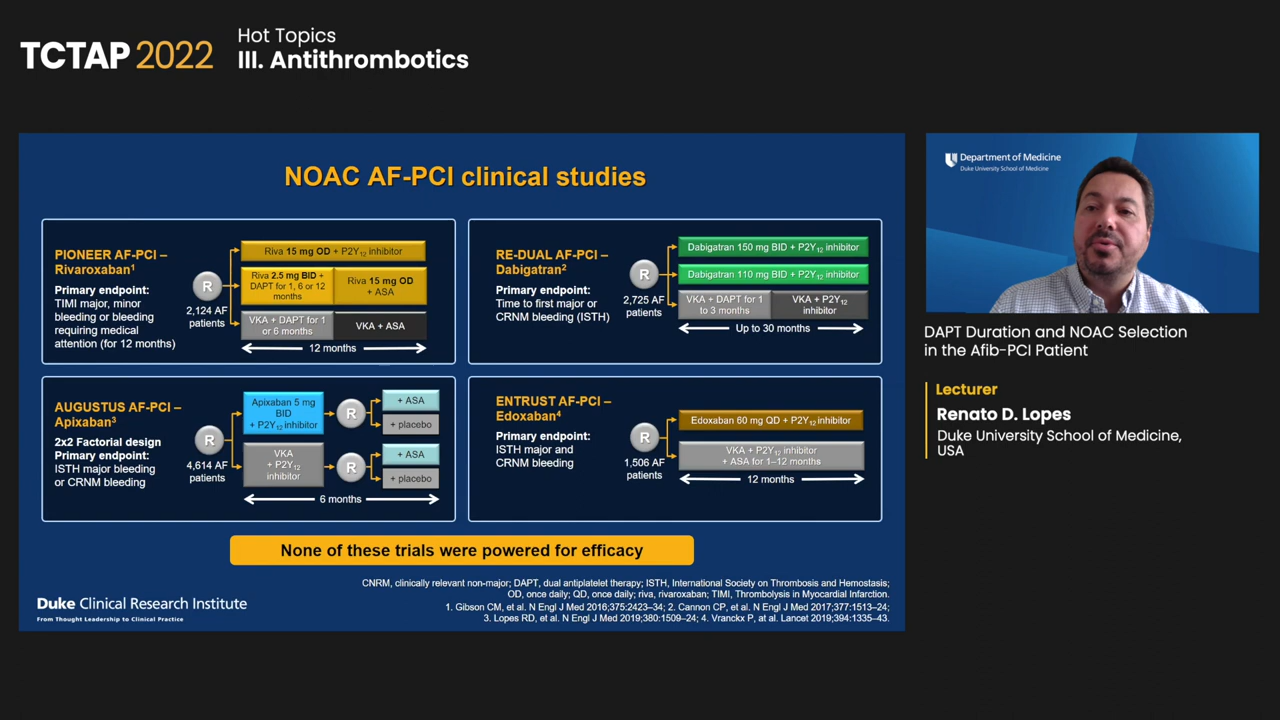 TCTAP 2022
Hot Topics
III. Antithrombotics
NOAC AF-PCI clinical studies
PIONEER AF-PCI –
Rivaroxaban1
Primary endpoint:
TIMI major, minor
bleeding or bleeding
requiring medical
attention (for 12 months)
R
2,124 AF
patients
Riva 15 mg OD + P2Y12 inhibitor
Riva 2.5 mg BID +
DAPT for 1, 6 or 12
months
Riva 15 mg OD
+ ASA
VKA + DAPT for 1
or 6 months
VKA + ASA
12 months
RE-DUAL AF-PCI –
Dabigatran2
Primary endpoint:
Time to first major or
CRNM bleeding (ISTH)
R
2,725 AF
patients
Dabigatran 150 mg BID + P2Y12 inhibitor
Dabigatran 110 mg BID + P2Y12 inhibitor
VKA + DAPT for 1
to 3 months
VKA + P2Y12
inhibitor
Up to 30 months
AUGUSTUS AF-PCI –
Apixaban3
2x2 Factorial design
Primary endpoint:
ISTH major bleeding
or CRNM bleeding
R
4,614 AF
patients
Apixaban 5 mg
BID
+ P2Y12 inhibitor
VKA
+ P2Y12
inhibitor
R
R
+ ASA
+ placebo
+ ASA
+ placebo
6 months
ENTRUST AF-PCI –
Edoxaban4
Primary endpoint:
ISTH major and
CRNM bleeding
R
1,506 AF
patients
Edoxaban 60 mg QD + P2Y12 inhibitor
VKA + P2Y12 inhibitor
+ ASA for 1–12 months
12 months
None of these trials were powered for efficacy
CNRM, clinically relevant non-major; DAPT, dual antiplatelet therapy; ISTH, International Society on Thrombosis and Hemostasis;
OD, once daily; QD, once daily; riva, rivaroxaban; TIMI, Thrombolysis in Myocardial Infarction.
1. Gibson CM, et al. N Engl J Med 2016;375:2423–34; 2. Cannon CP, et al. N Engl J Med 2017;377:1513–24;
3. Lopes RD, et al. N Engl J Med 2019;380:1509–24; 4. Vranckx P, at al. Lancet 2019;394:1335–43.
Duke Clinical Research Institute
From Thought Leadership to Clinical Practice
Department of Medicine
Duke University School of Medicine
DAPT Duration and NOAC Selection
in the Afib-PCI Patient
Lecturer
Renato D. Lopes
Duke University School of Medicine,
USA